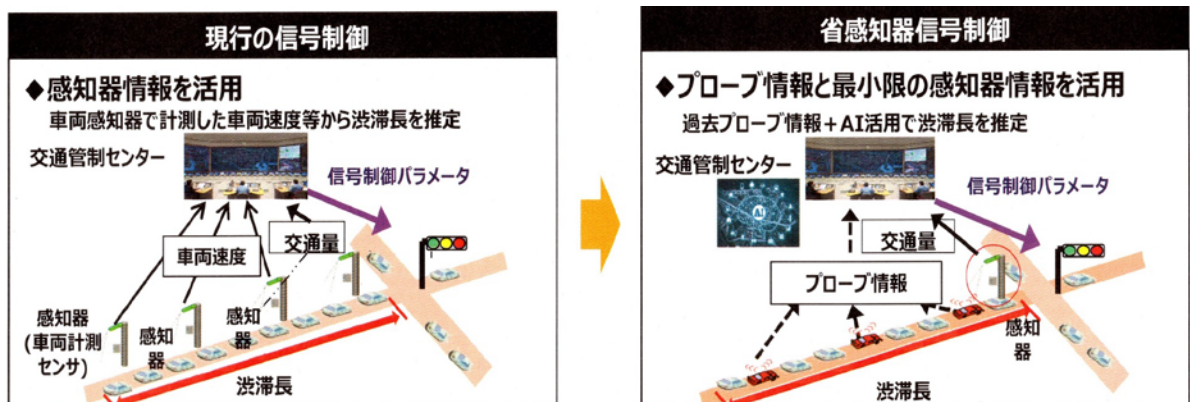 現行の信号制御
◆感知器情報を活用
車両感知器で計測した車両速度等から渋滞長を推定
交通管制センター
信号制御パラメータ
車両速度
交通量
感知器
(車両計測
センサ)
感知
器
感知
器
渋滞長
省感知器信号制御
◆プローブ情報と最小限の感知器情報を活用
過去プローブ情報+AI活用で渋滞長を推定
交通管制センター
AI
信号制御パラメータ
交通量
プローブ情報
感知
器
渋滞長